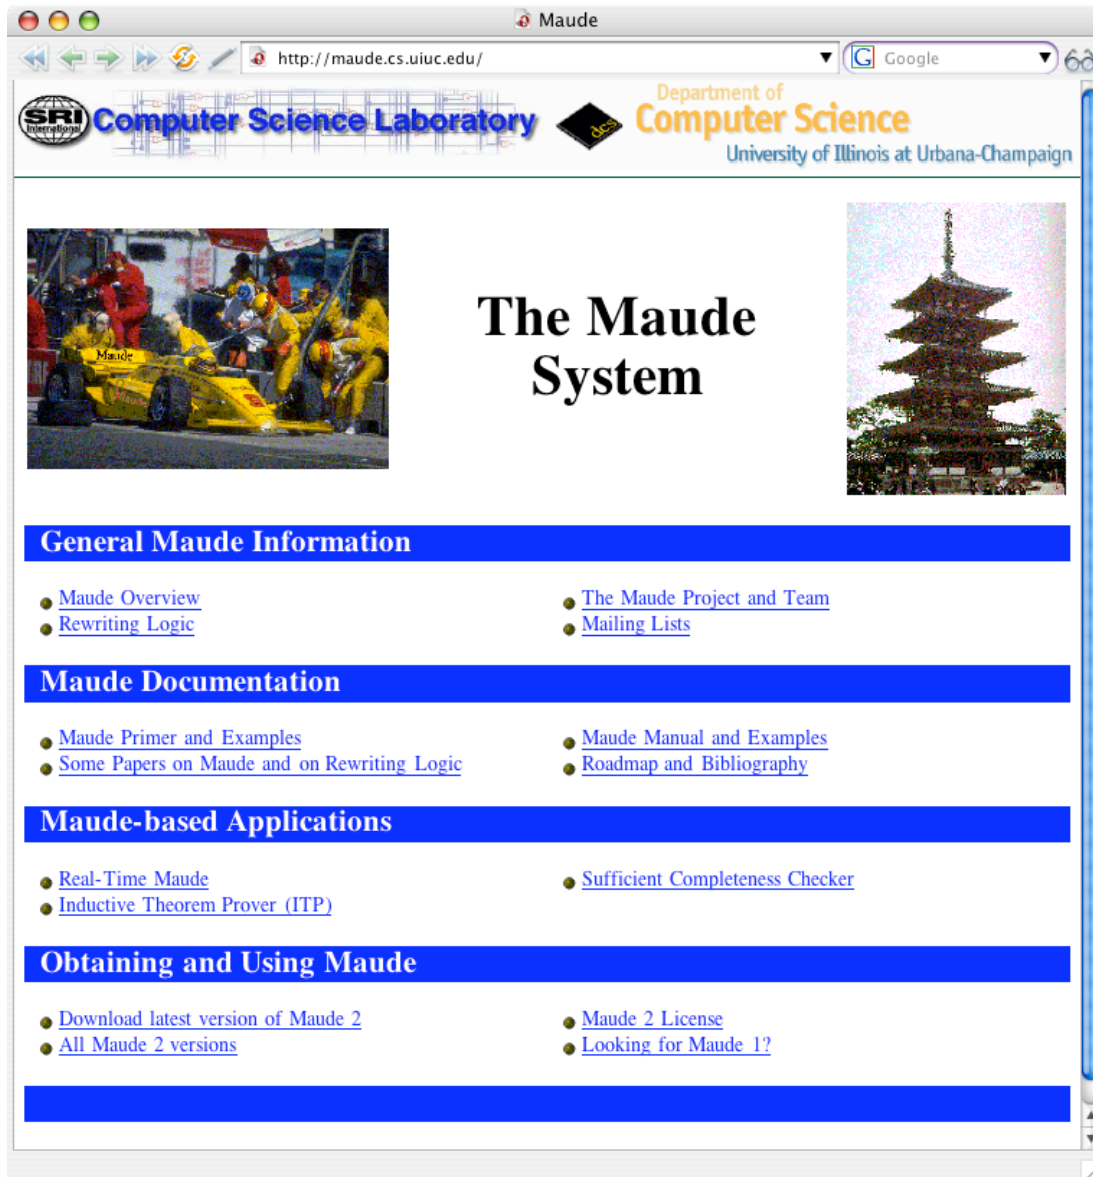 Maude
http://maude.cs.uiuc.edu/
Google
SRI
International
Computer Science Laboratory
dcs
Department of
Computer Science
University of Illinois at Urbana-Champaign
Maude
The Maude
System
General Maude Information
Maude Overview
The Maude Project and Team
Rewriting Logic
Mailing Lists
Maude Documentation
Maude Primer and Examples
Maude Manual and Examples
Some Papers on Maude and on Rewriting Logic
Roadmap and Bibliography
Maude-based Applications
Real-Time Maude
Sufficient Completeness Checker
Inductive Theorem Prover (ITP)
Obtaining and Using Maude
Download latest version of Maude 2
Maude 2 License
All Maude 2 versions
Looking for Maude 1?